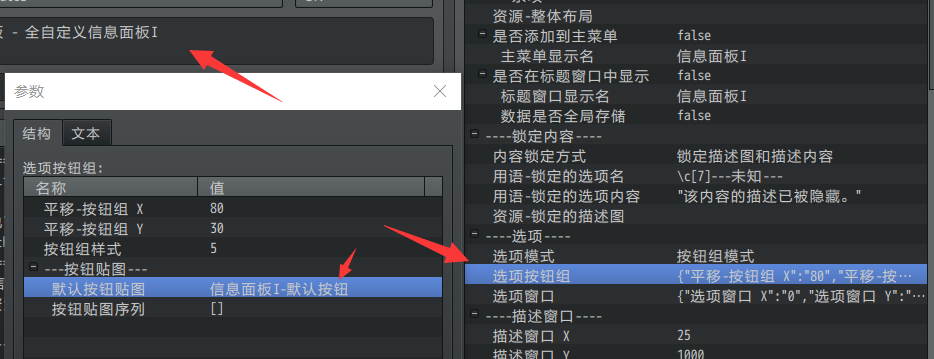 - 全自定义信息面板I
参数
结构
文本
选项按钮组:
名称 值
平移-按钮组 X 80
平移-按钮组 Y 30
按钮组样式 5
---按钮贴图---
默认按钮贴图 信息面板I-默认按钮
按钮贴图序列 []
资源-整体布局
是否添加到主菜单 false
主菜单显示名 信息面板I
是否在标题窗口中显示 false
标题窗口显示名 信息面板I
数据是否全局存储 false
----锁定内容----
内容锁定方式 锁定描述图和描述内容
用语-锁定的选项名 \c[7]---未知---
用语-锁定的选项内容 "该内容的描述已被隐藏。"
资源-锁定的描述图
----选项----
选项模式 按钮组模式
选项按钮组 {"平移-按钮组 X":"80","平移-按…
选项窗口 {"选项窗口 X":"0","选项窗口 Y":"…
----描述窗口----
描述窗口 X 25
描述窗口 Y 1000